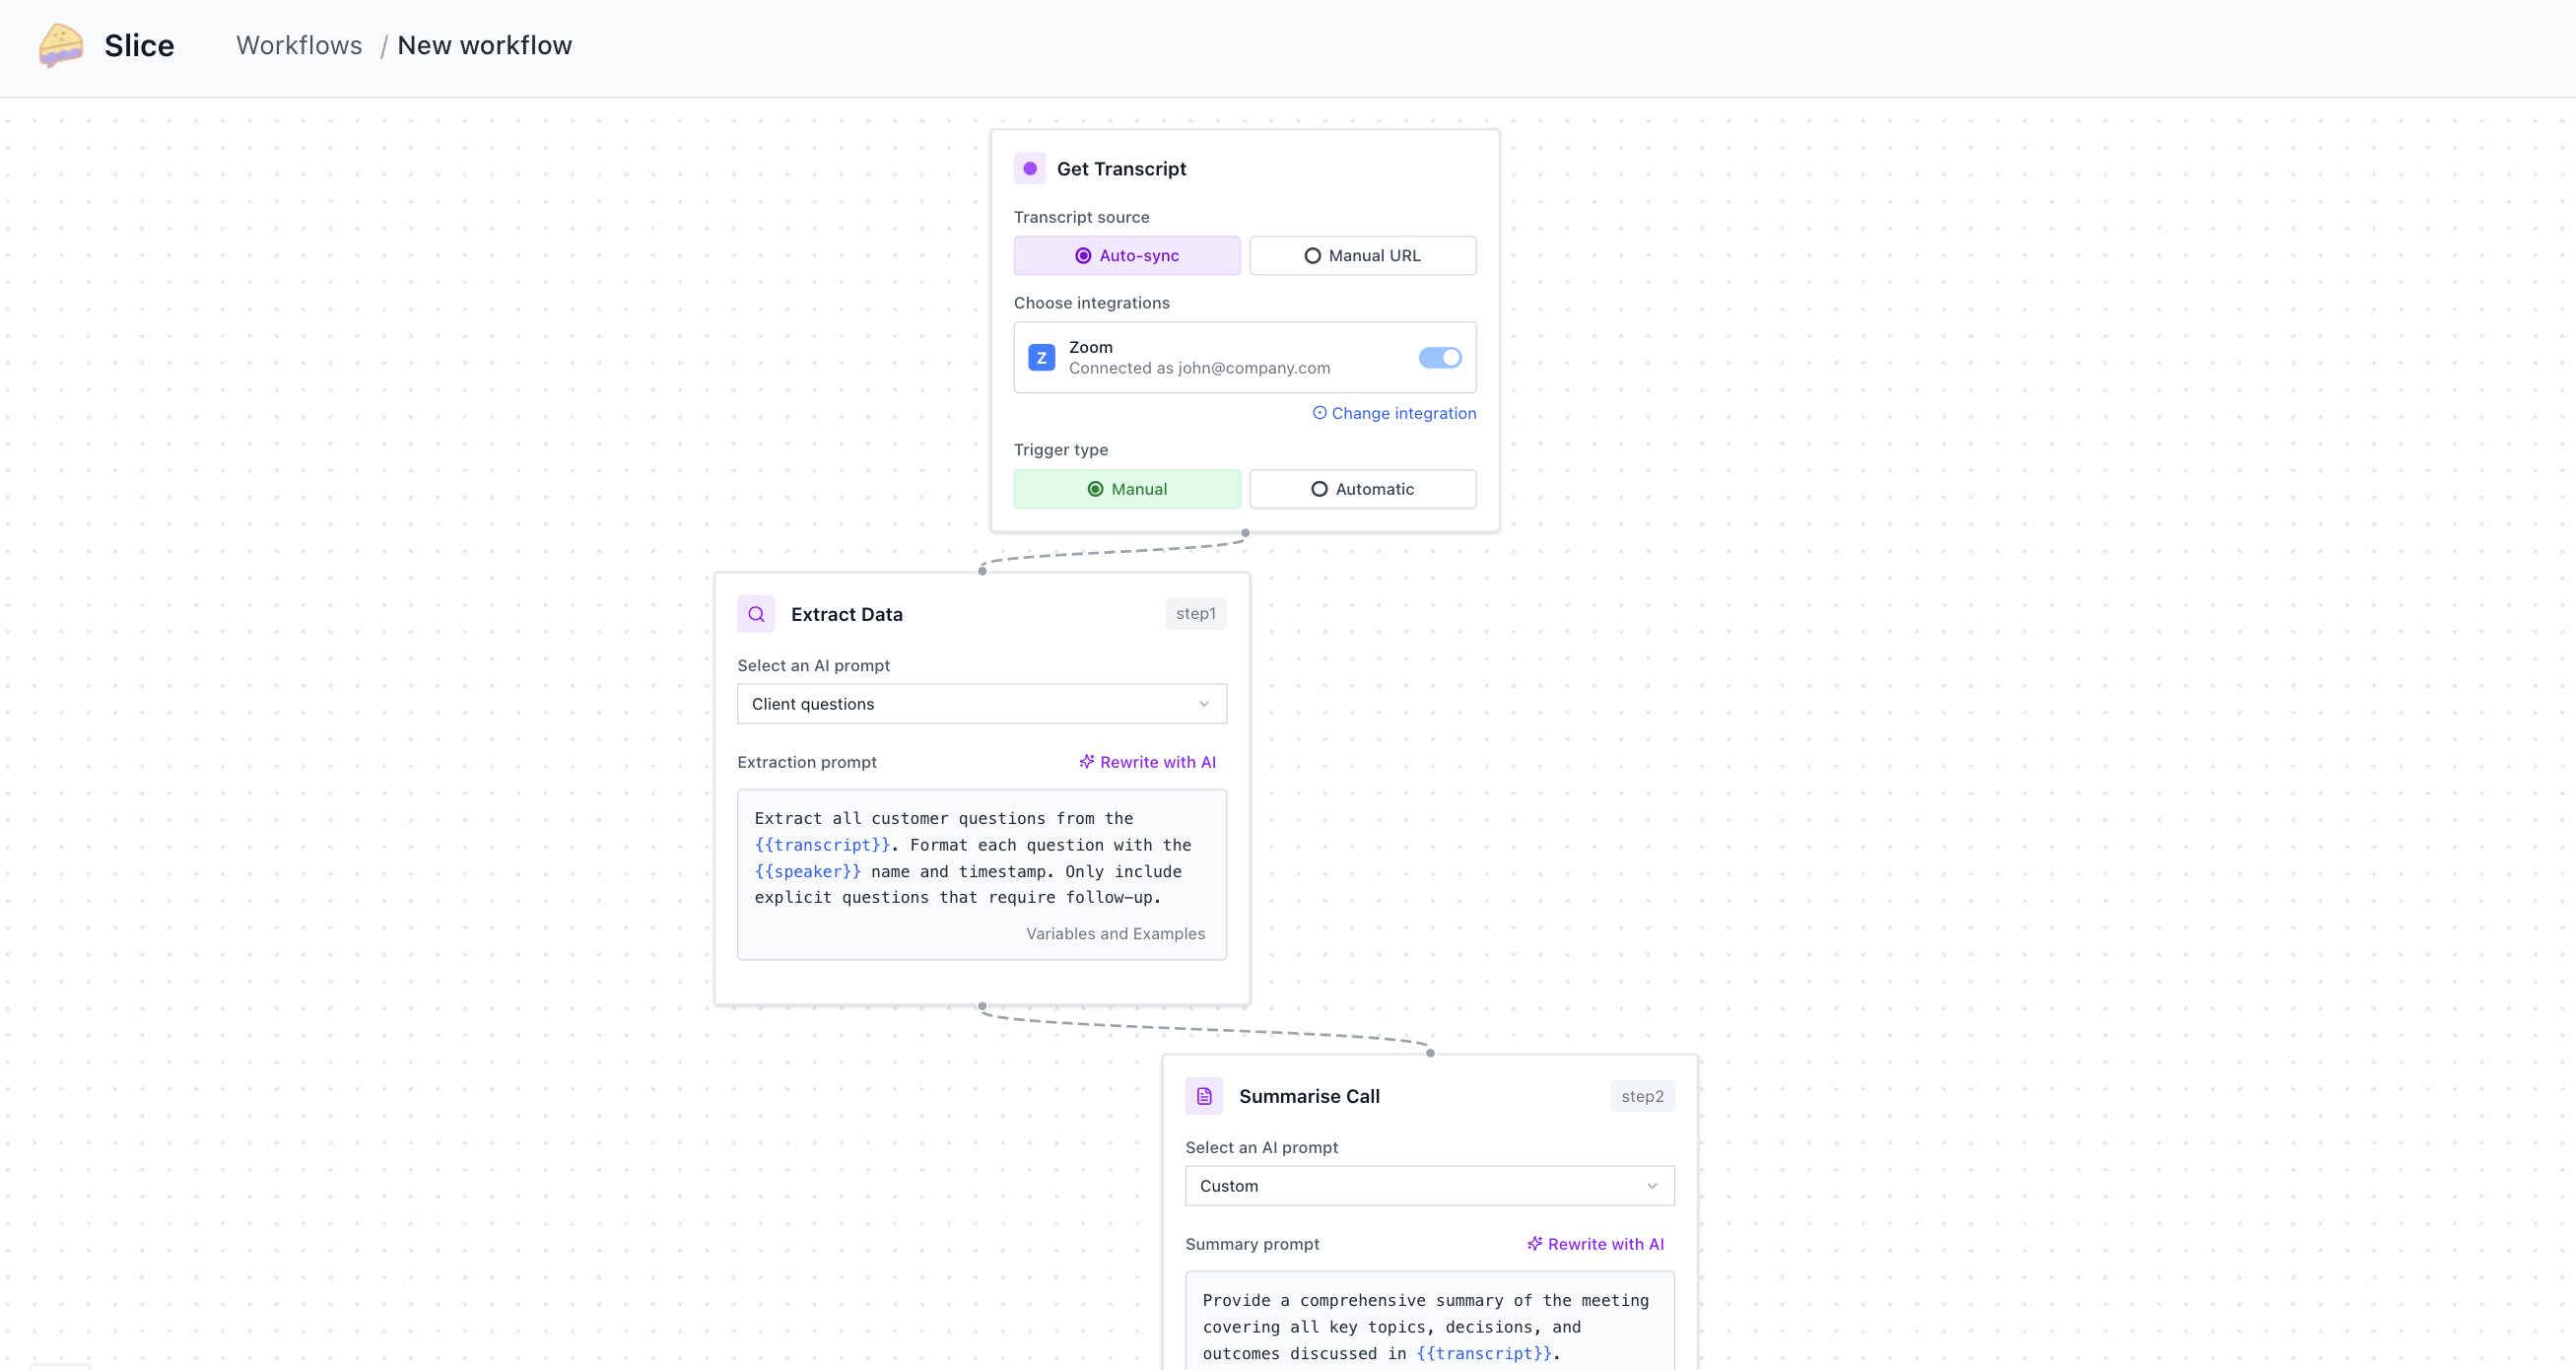 Slice
Workflows / New workflow
Get Transcript
Transcript source
Auto-sync
Manual URL
Choose integrations
Z
Zoom
Connected as john@company.com
Change integration
Trigger type
Manual
Automatic
Extract Data
step1
Select an AI prompt
Client questions
Extraction prompt
Rewrite with AI
Extract all customer questions from the
{{transcript}}. Format each question with the
{{speaker}} name and timestamp. Only include
explicit questions that require follow-up.
Variables and Examples
Summarise Call
step2
Select an AI prompt
Custom
Summary prompt
Rewrite with AI
Provide a comprehensive summary of the meeting
covering all key topics, decisions, and
outcomes discussed in {{transcript}}.